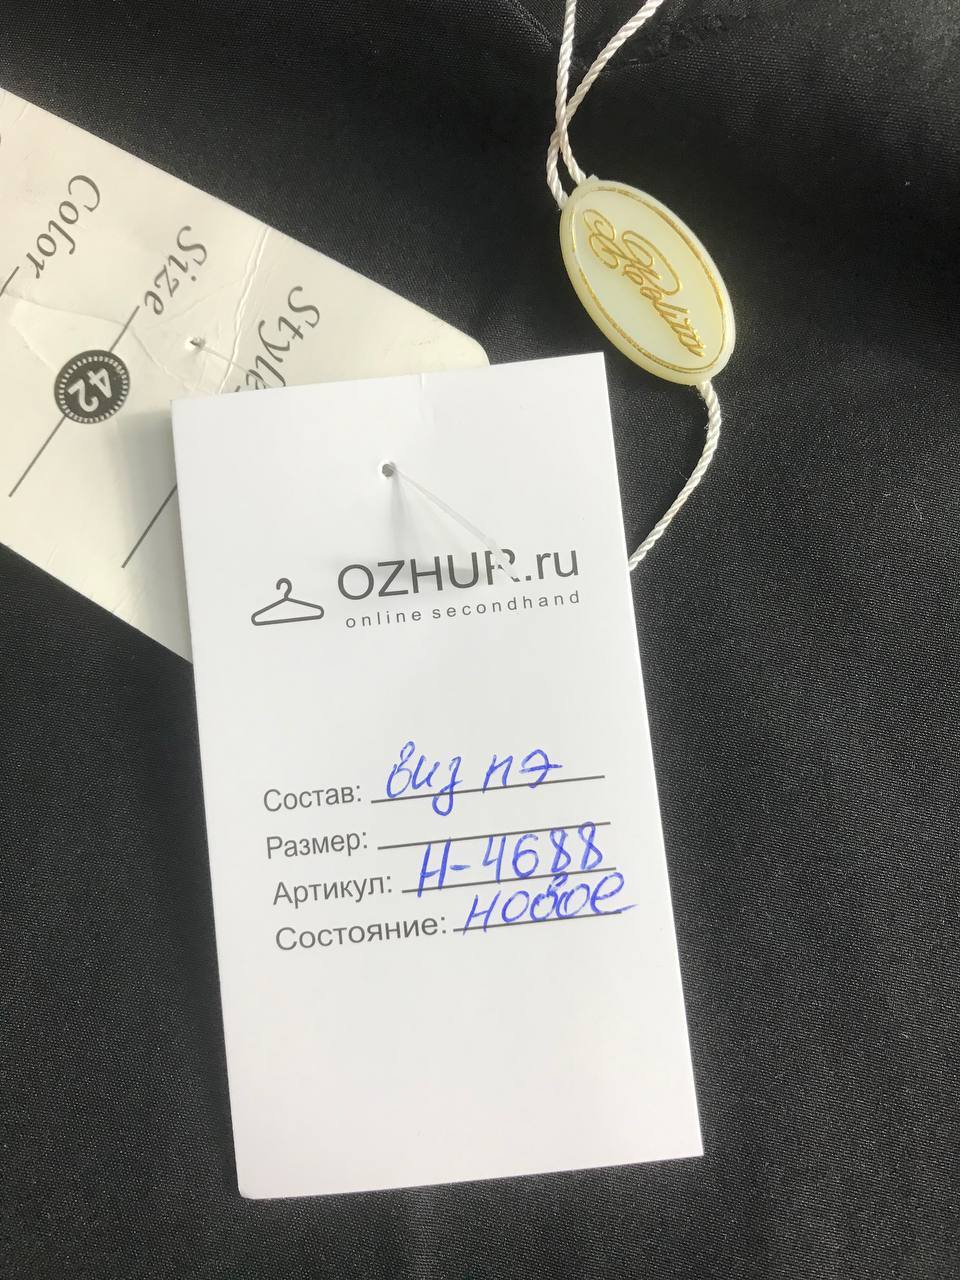 Color
Size
42
Style
OZHUR.ru
online secondhand
Состав: виз пэ
Размер:
Артикул: Н-4688
Состояние: новое